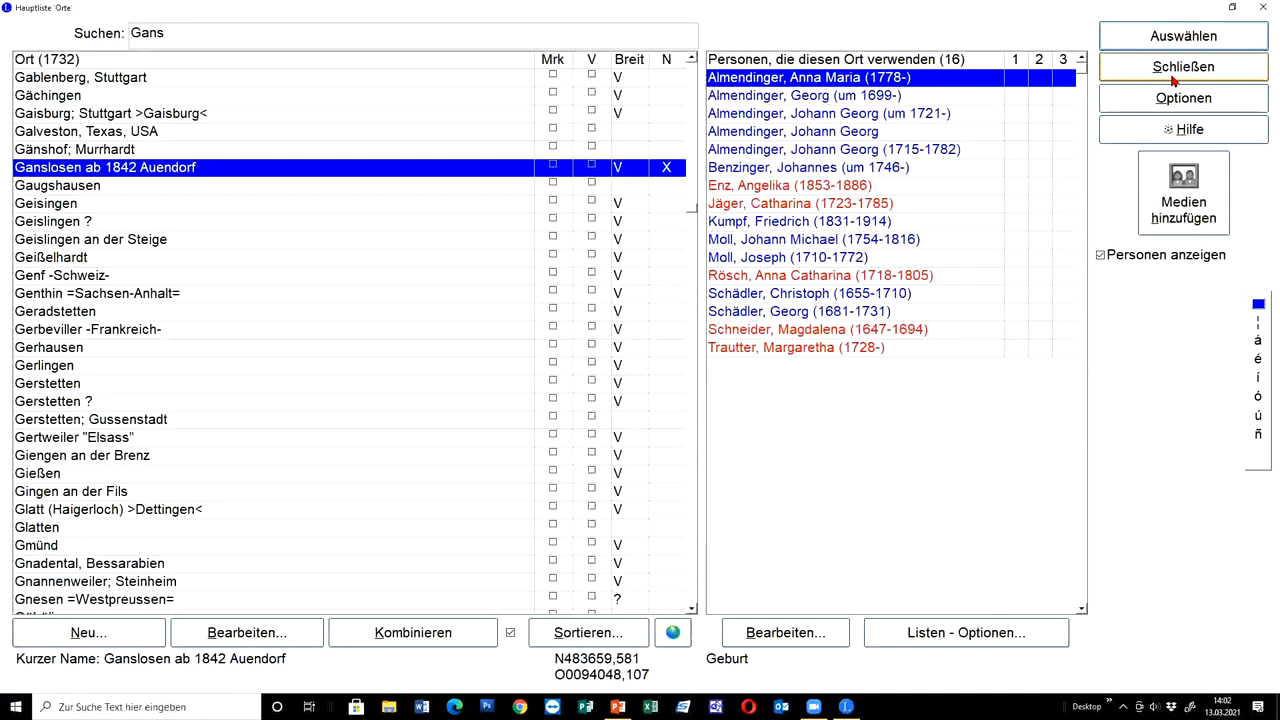 Hauptliste 'Orte'
Suchen: Gans
Ort (1732) Mrk V Breit N
Gablenberg, Stuttgart V
Gächingen
Gaisburg; Stuttgart >Gaisburg< V
Galveston, Texas, USA
Gänshof; Murrhardt
Ganslosen ab 1842 Auendorf V X
Gaugshausen
Geisingen V
Geislingen ? V
Geislingen an der Steige V
Geißelhardt V
Genf -Schweiz- V
Genthin =Sachsen-Anhalt= V
Geradstetten V
Gerbeviller -Frankreich- V
Gerhausen V
Gerlingen V
Gerstetten V
Gerstetten ? V
Gerstetten; Gussenstadt
Gertweiler "Elsass" V
Giengen an der Brenz V
Gießen V
Gingen an der Fils V
Glatt (Haigerloch) >Dettingen< V
Glatten
Gmünd V
Gnadental, Bessarabien V
Gnannenweiler; Steinheim V
Gnesen =Westpreussen= ?
Personen, die diesen Ort verwenden (16) 1 2 3
Almendinger, Anna Maria (1778-)
Almendinger, Georg (um 1699-)
Almendinger, Johann Georg (um 1721-)
Almendinger, Johann Georg
Almendinger, Johann Georg (1715-1782)
Benzinger, Johannes (um 1746-)
Enz, Angelika (1853-1886)
Jäger, Catharina (1723-1785)
Kumpf, Friedrich (1831-1914)
Moll, Johann Michael (1754-1816)
Moll, Joseph (1710-1772)
Rösch, Anna Catharina (1718-1805)
Schädler, Christoph (1655-1710)
Schädler, Georg (1681-1731)
Schneider, Magdalena (1647-1694)
Trautter, Margaretha (1728-)
Auswählen
Schließen
Optionen
Hilfe
Medien
hinzufügen
Personen anzeigen
á
é
í
ó
ú
ñ
Neu... Bearbeiten... Kombinieren Sortieren... Bearbeiten... Listen - Optionen...
Kurzer Name: Ganslosen ab 1842 Auendorf N483659,581 Geburt
O0094048,107
Zur Suche Text hier eingeben
Desktop
14:02
13.03.2021